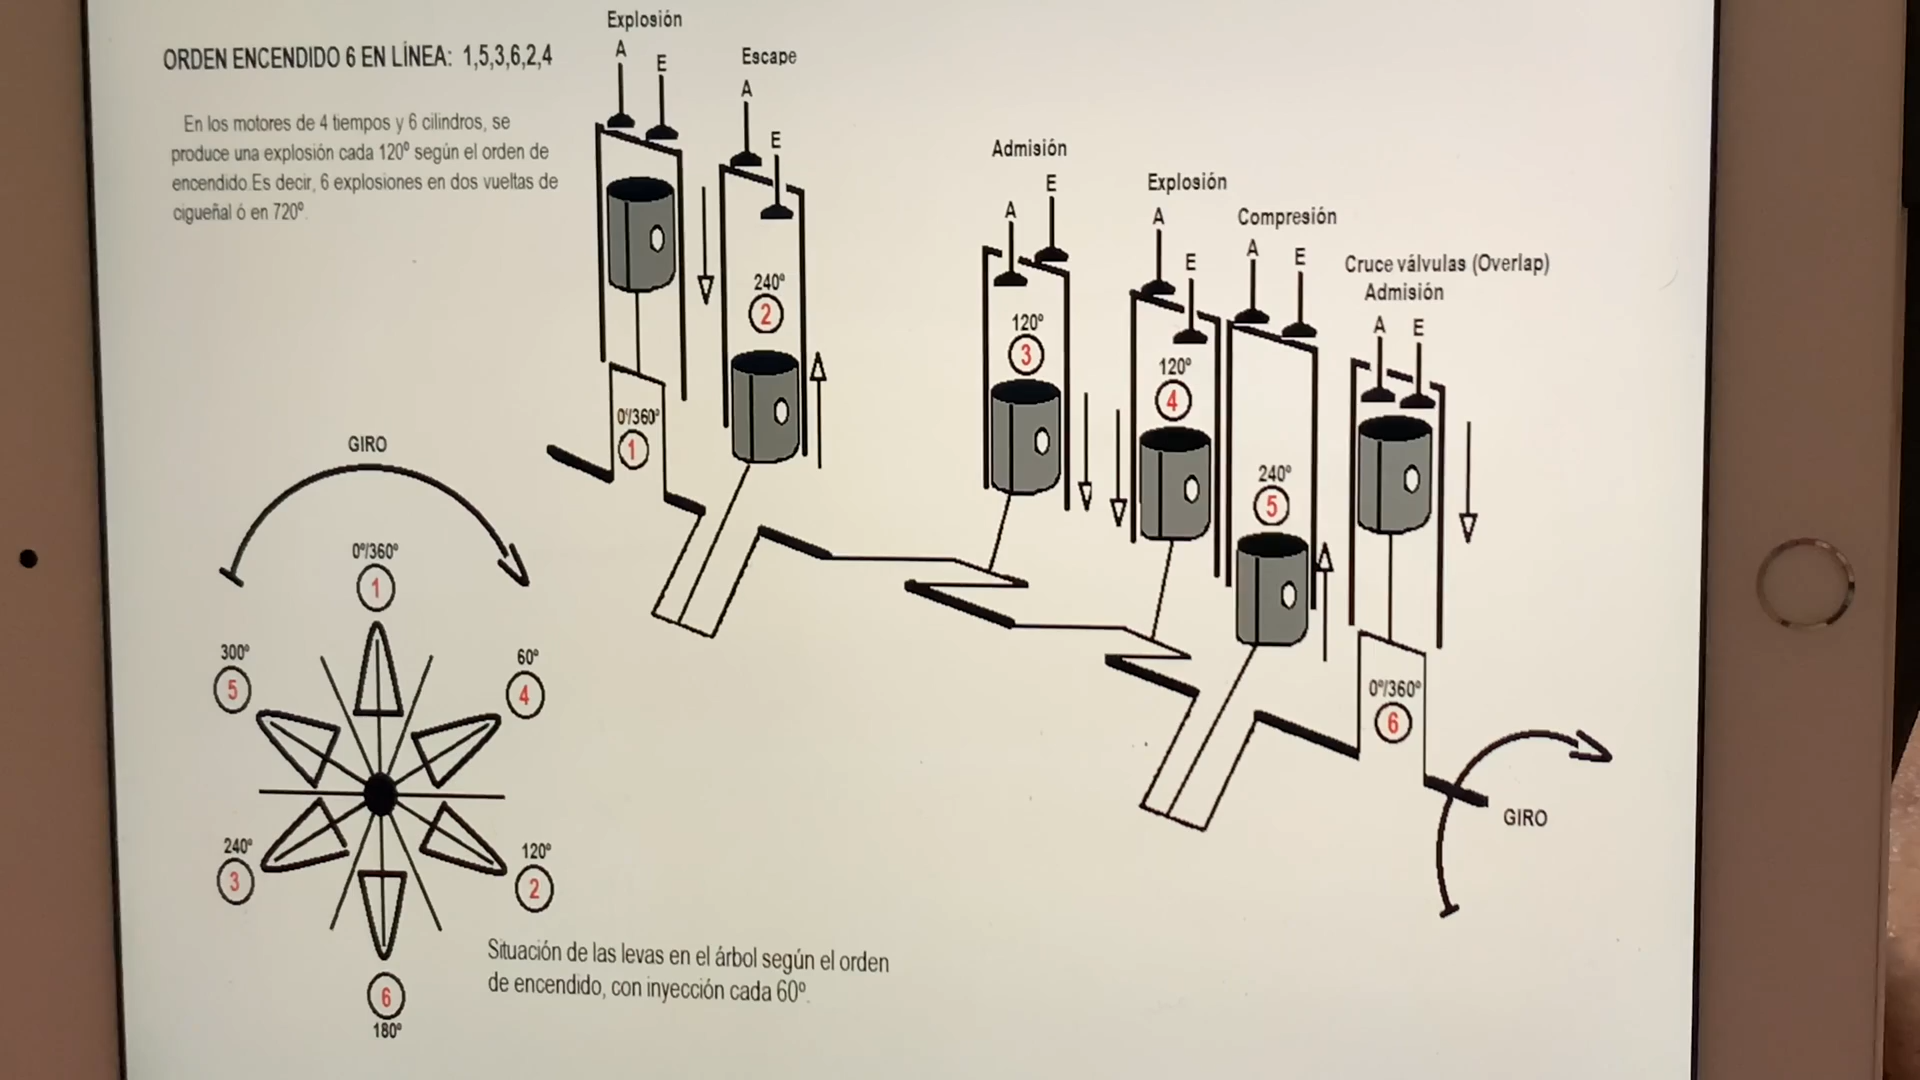 ORDEN ENCENDIDO 6 EN LÍNEA: 1,5,3,6,2,4
En los motores de 4 tiempos y 6 cilindros, se
produce una explosión cada 120º según el orden de
encendido.Es decir, 6 explosiones en dos vueltas de
cigueñal ó en 720º.
Explosión
A
E
Escape
A
E
240º
2
0º/360º
1
Admisión
A
E
120º
3
Explosión
A
E
120º
4
Compresión
A
E
240º
5
Cruce válvulas (Overlap)
Admisión
A
E
0º/360º
6
GIRO
GIRO
0º/360º
1
300º
5
60º
4
240º
3
120º
2
6
180º
Situación de las levas en el árbol según el orden
de encendido, con inyección cada 60º.